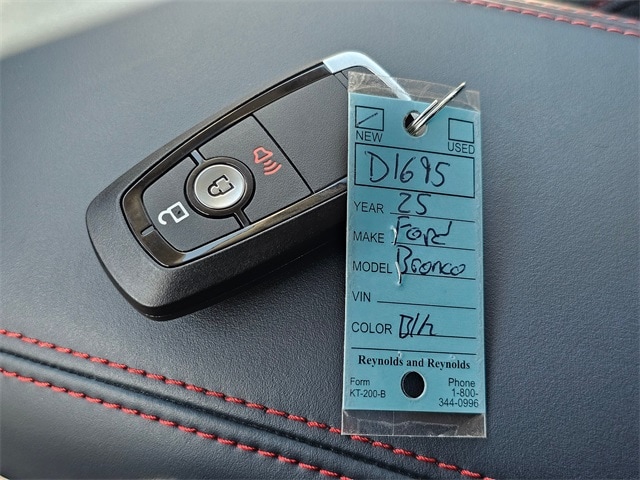 NEW USED
D1695
YEAR 25
MAKE Ford
MODEL Bronco
VIN
COLOR Blk
Reynolds and Reynolds
Form
KT-200-B
Phone
1-800-
344-0996